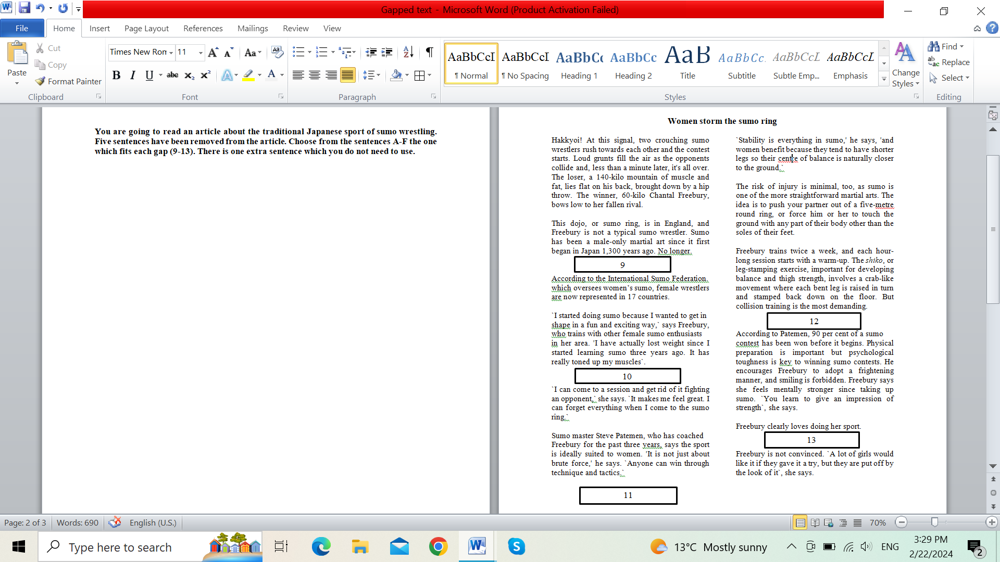 Gapped text - Microsoft Word (Product Activation Failed)
File
Home
Insert
Page Layout
References
Mailings
Review
View
Paste
Cut
Copy
Format Painter
Clipboard
Times New Ron
11
Font
Paragraph
AaBbCcI
¶ Normal
AaBbCcI
¶ No Spacing
AaBbCc
Heading 1
AaBbCc
Heading 2
AaB
Title
AaBbCc.
Subtitle
AaBbCcL
Subtle Emp...
AaBbCcL
Emphasis
Change
Styles
Styles
Find
Replace
Select
Editing
You are going to read an article about the traditional Japanese sport of sumo wrestling.
Five sentences have been removed from the article. Choose from the sentences A-F the one
which fits each gap (9-13). There is one extra sentence which you do not need to use.
Women storm the sumo ring
Hakkyoi! At this signal, two crouching sumo
wrestlers rush towards each other and the contest
starts. Loud grunts fill the air as the opponents
collide and, less than a minute later, it's all over.
The loser, a 140-kilo mountain of muscle and
fat, lies flat on his back, brought down by a hip
throw. The winner, 60-kilo Chantal Freebury,
bows low to her fallen rival.
This dojo, or sumo ring, is in England, and
Freebury is not a typical sumo wrestler. Sumo
has been a male-only martial art since it first
began in Japan 1,300 years ago. No longer.
9
According to the International Sumo Federation.
which oversees women’s sumo, female wrestlers
are now represented in 17 countries.
`I started doing sumo because I wanted to get in
shape in a fun and exciting way,` says Freebury,
who trains with other female sumo enthusiasts
in her area. 'I have actually lost weight since I
started learning sumo three years ago. It has
really toned up my muscles`.
10
`I can come to a session and get rid of it fighting
an opponent,` she says. `It makes me feel great. I
can forget everything when I come to the sumo
ring.`
Sumo master Steve Patemen, who has coached
Freebury for the past three years, says the sport
is ideally suited to women. 'It is not just about
brute force,' he says. `Anyone can win through
technique and tactics.`
11
`Stability is everything in sumo,' he says, 'and
women benefit because they tend to have shorter
legs so their centre of balance is naturally closer
to the ground.`
The risk of injury is minimal, too, as sumo is
one of the more straightforward martial arts. The
idea is to push your partner out of a five-metre
round ring, or force him or her to touch the
ground with any part of their body other than the
soles of their feet.
Freebury trains twice a week, and each hour-
long session starts with a warm-up. The shiko, or
leg-stamping exercise, important for developing
balance and thigh strength, involves a crab-like
movement where each bent leg is raised in turn
and stamped back down on the floor. But
collision training is the most demanding.
12
According to Patemen, 90 per cent of a sumo
contest has been won before it begins. Physical
preparation is important but psychological
toughness is key to winning sumo contests. He
encourages Freebury to adopt a frightening
manner, and smiling is forbidden. Freebury says
she feels mentally stronger since taking up
sumo. `You learn to give an impression of
strength`, she says.
Freebury clearly loves doing her sport.
13
Freebury is not convinced. `A lot of girls would
like it if they gave it a try, but they are put off by
the look of it`, she says.
Page: 2 of 3
Words: 690
English (U.S.)
70%
Type here to search
13°C Mostly sunny
ENG
3:29 PM
2/22/2024
2